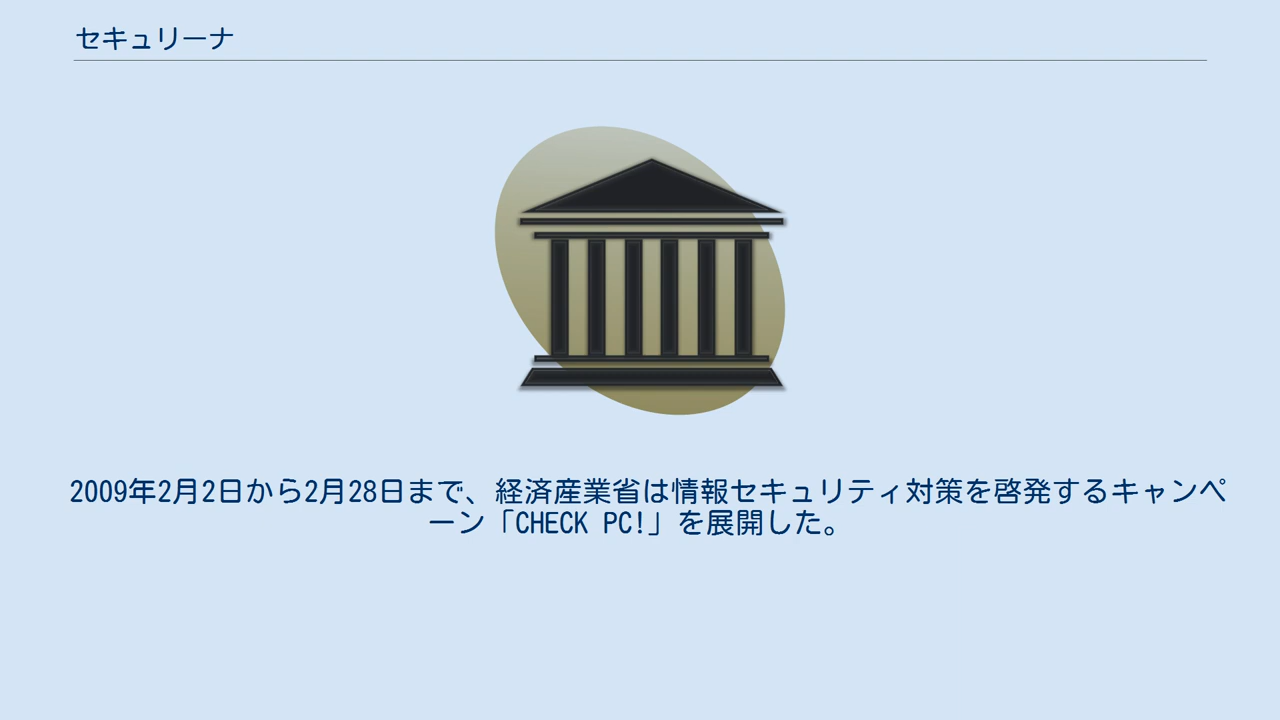 セキュリーナ
2009年2月2日から2月28日まで、経済産業省は情報セキュリティ対策を啓発するキャンペ
ーン「CHECK PC!」を展開した。